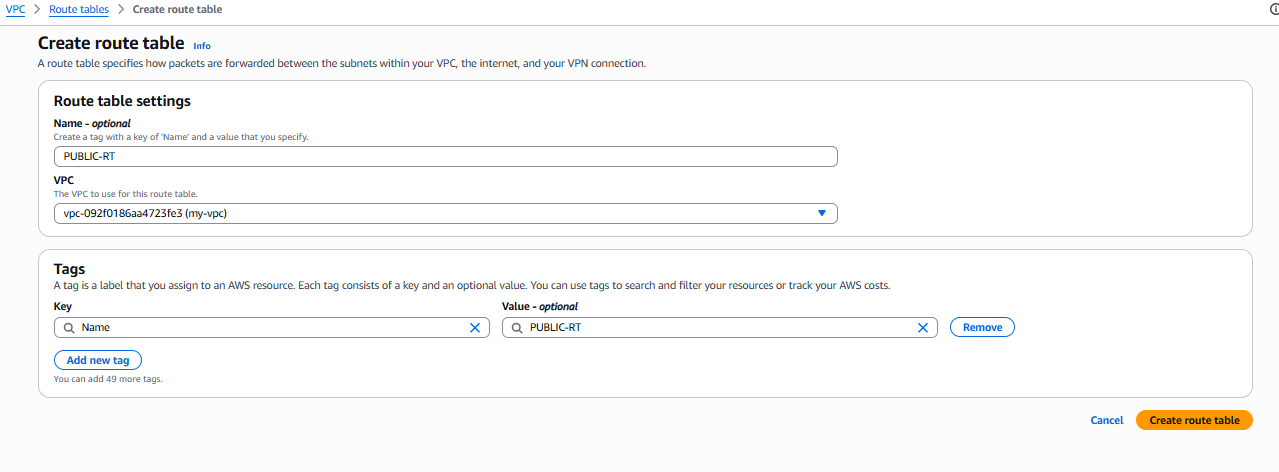 VPC > Route tables > Create route table
Create route table Info
A route table specifies how packets are forwarded between the subnets within your VPC, the internet, and your VPN connection.
Route table settings
Name - optional
Create a tag with a key of 'Name' and a value that you specify.
PUBLIC-RT
VPC
The VPC to use for this route table.
vpc-092f0186aa4723fe3 (my-vpc)
Tags
A tag is a label that you assign to an AWS resource. Each tag consists of a key and an optional value. You can use tags to search and filter your resources or track your AWS costs.
Key Value - optional
Name PUBLIC-RT Remove
Add new tag
You can add 49 more tags.
Cancel Create route table